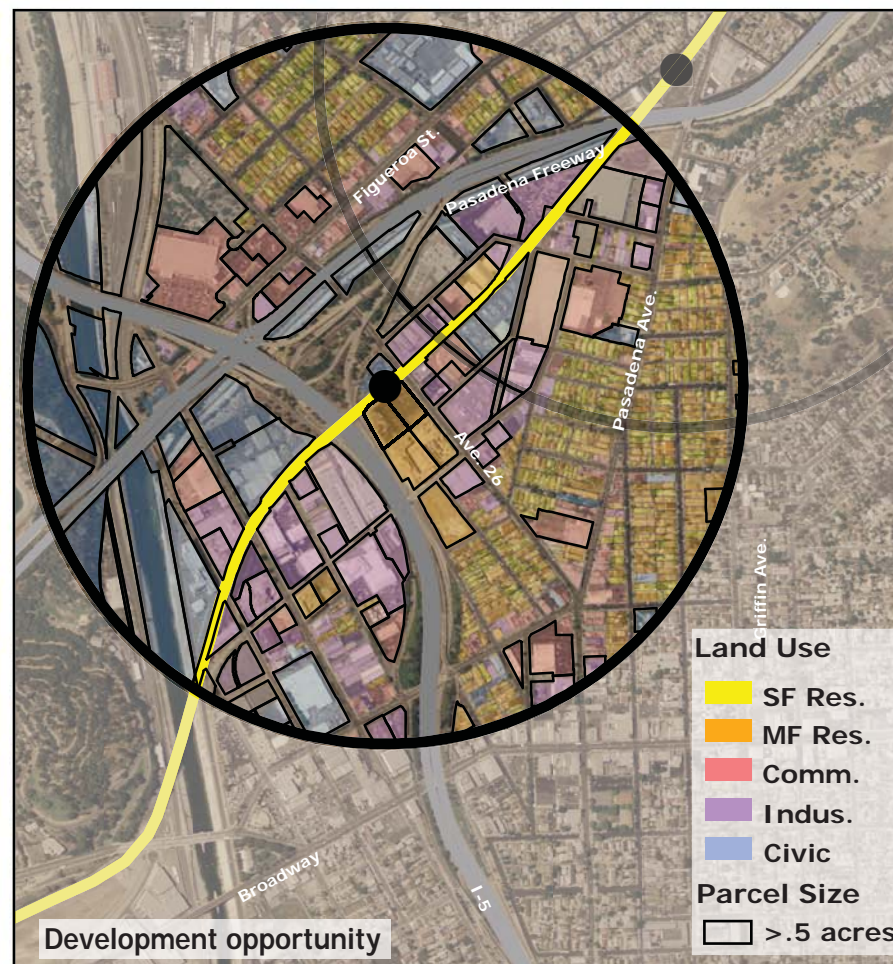 Figueroa St.
Pasadena Freeway
Pasadena Ave.
Ave. 26
Griffin Ave.
Broadway
I-5
Land Use
SF Res.
MF Res.
Comm.
Indus.
Civic
Parcel Size
>.5 acres
Development opportunity